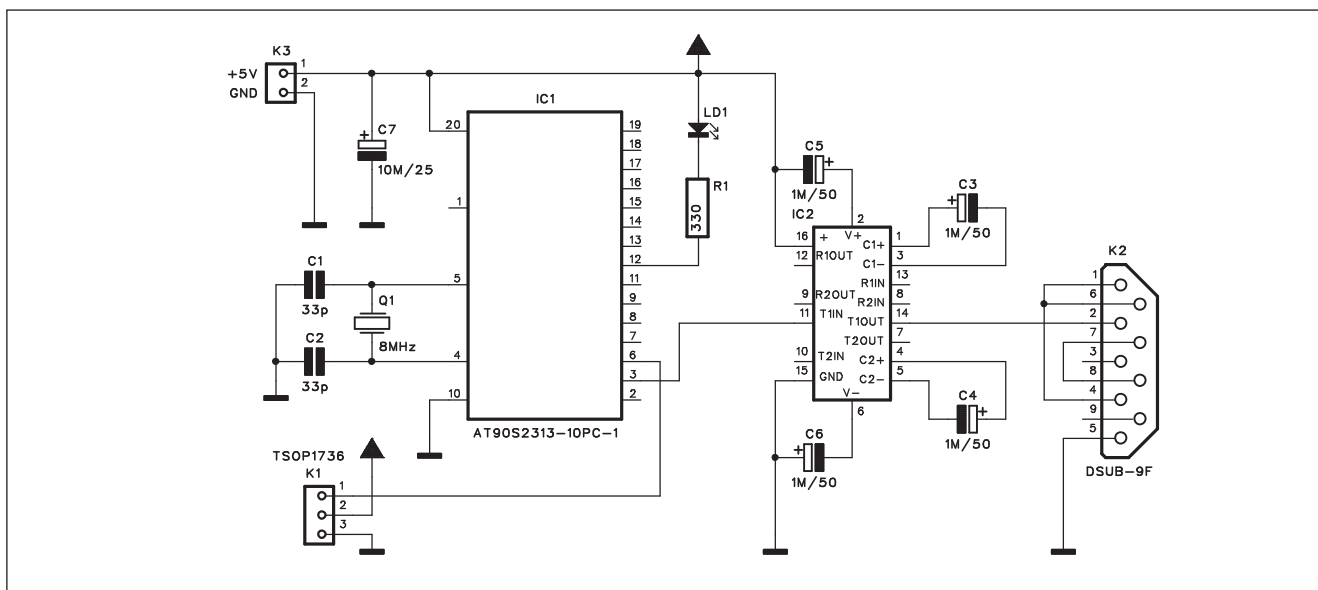 K3
+5V
GND
1
2
+
C7
10M/25
IC1
20
1
5
4
10
19
18
17
16
15
14
13
12
11
9
8
7
6
3
2
AT90S2313-10PC-1
LD1
R1
330
C1
33p
C2
33p
Q1
8MHz
TSOP1736
K1
1
2
3
C5
+
1M/50
IC2
2
16
+
V+
C1+
1
12
R1OUT
C1-
3
R1IN
13
9
R2OUT
R2IN
8
11
T1IN
T1OUT
14
T2OUT
7
10
T2IN
C2+
4
15
GND
C2-
5
V-
6
C3
+
1M/50
C4
+
1M/50
C6
+
1M/50
K2
1
6
2
7
3
8
4
9
5
DSUB-9F